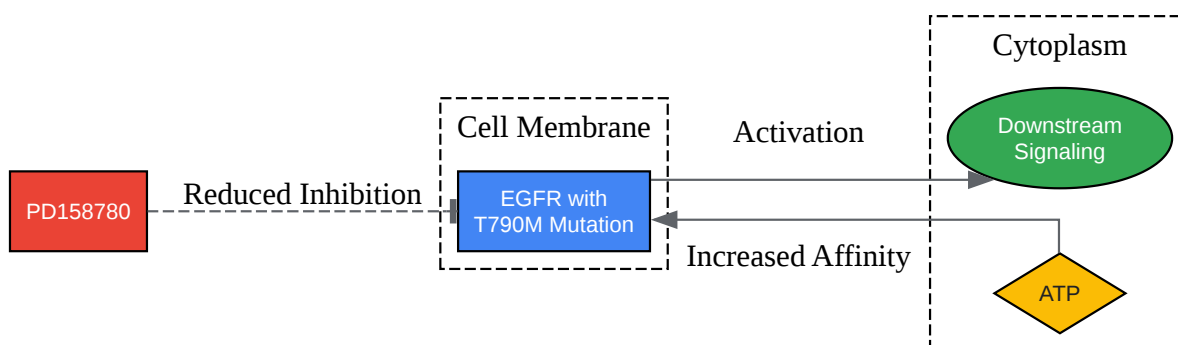 Cytoplasm
Cell Membrane
Activation
Downstream
Signaling
PD158780
Reduced Inhibition
EGFR with
T790M Mutation
Increased Affinity
ATP